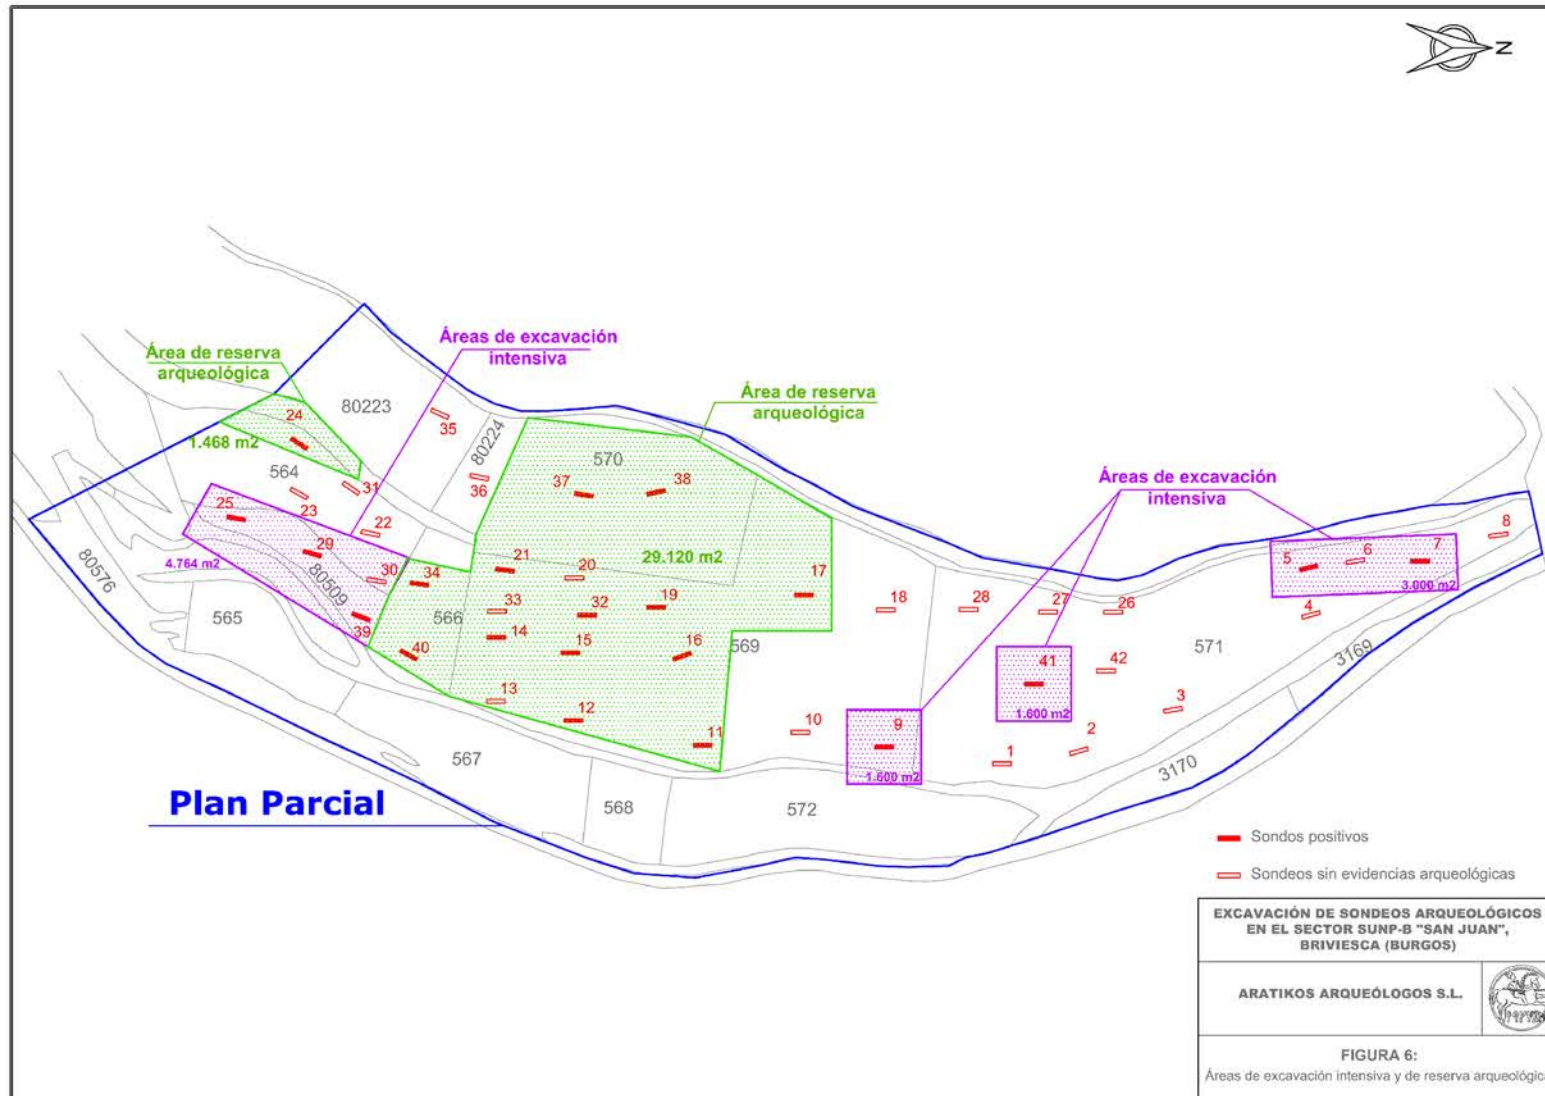 N
Áreas de excavación
intensiva
Área de reserva
arqueológica
Área de reserva
arqueológica
Áreas de excavación
intensiva
80223
35
80224
36
24
1.468 m2
564
31
23
22
25
29
30
4.764 m2
80509
39
80576
565
570
37
38
29.120 m2
21
20
17
34
566
33
32
19
14
15
16
40
13
12
11
569
18
28
27
26
10
9
1.600 m2
41
1.600 m2
42
571
1
2
3
4
5
6
7
3.000 m2
8
3169
3170
567
568
572
Plan Parcial
Sondos positivos
Sondeos sin evidencias arqueológicas
EXCAVACIÓN DE SONDEOS ARQUEOLÓGICOS
EN EL SECTOR SUNP-B "SAN JUAN",
BRIVIESCA (BURGOS)
ARATIKOS ARQUEÓLOGOS S.L.
FIGURA 6:
Áreas de excavación intensiva y de reserva arqueológic